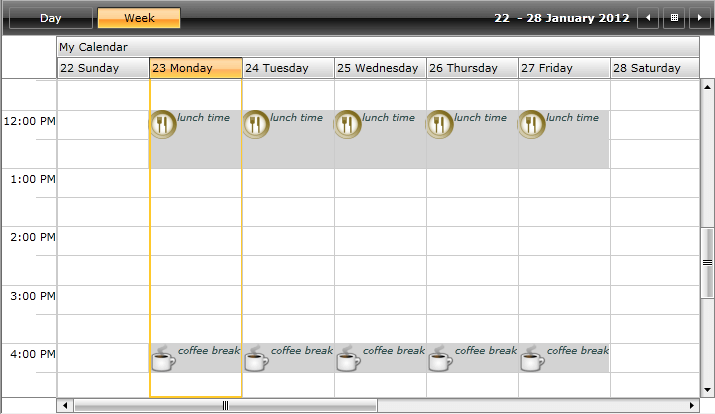 Day Week 22 - 28 January 2012
My Calendar
22 Sunday 23 Monday 24 Tuesday 25 Wednesday 26 Thursday 27 Friday 28 Saturday
12:00 PM lunch time lunch time lunch time lunch time lunch time
1:00 PM
2:00 PM
3:00 PM
4:00 PM coffee break coffee break coffee break coffee break coffee break